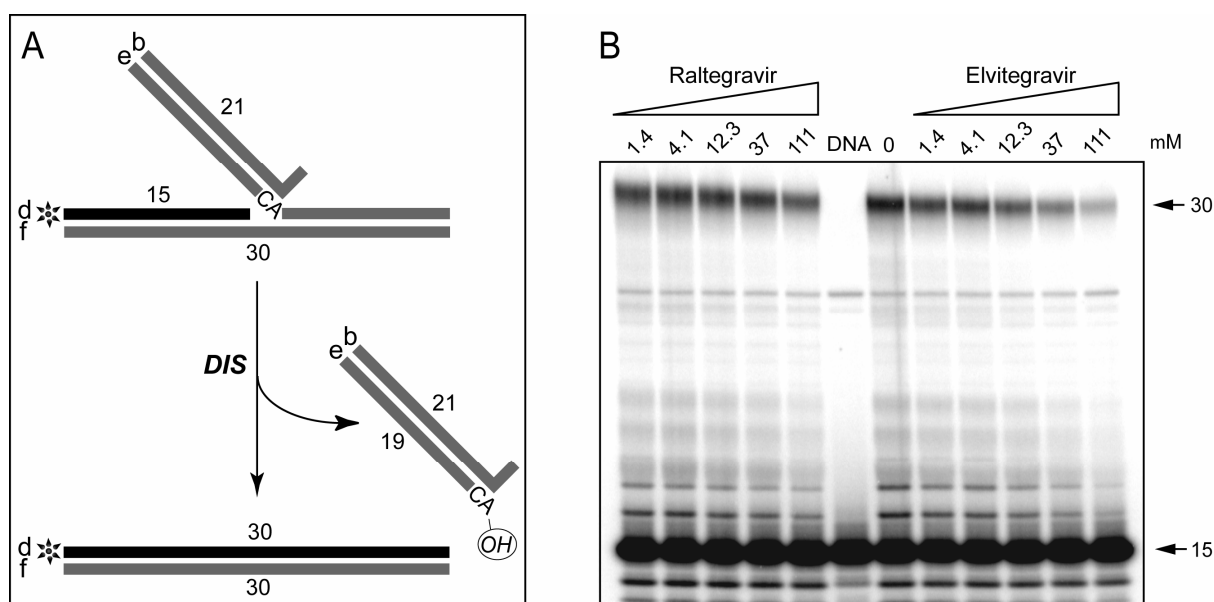 A
e b
21
15
CA
d
f
30
DIS
e b
21
19
CA
OH
30
d
f
30
B
Raltegravir Elvitegravir
1.4 4.1 12.3 37 111 DNA 0 1.4 4.1 12.3 37 111 mM
30
15